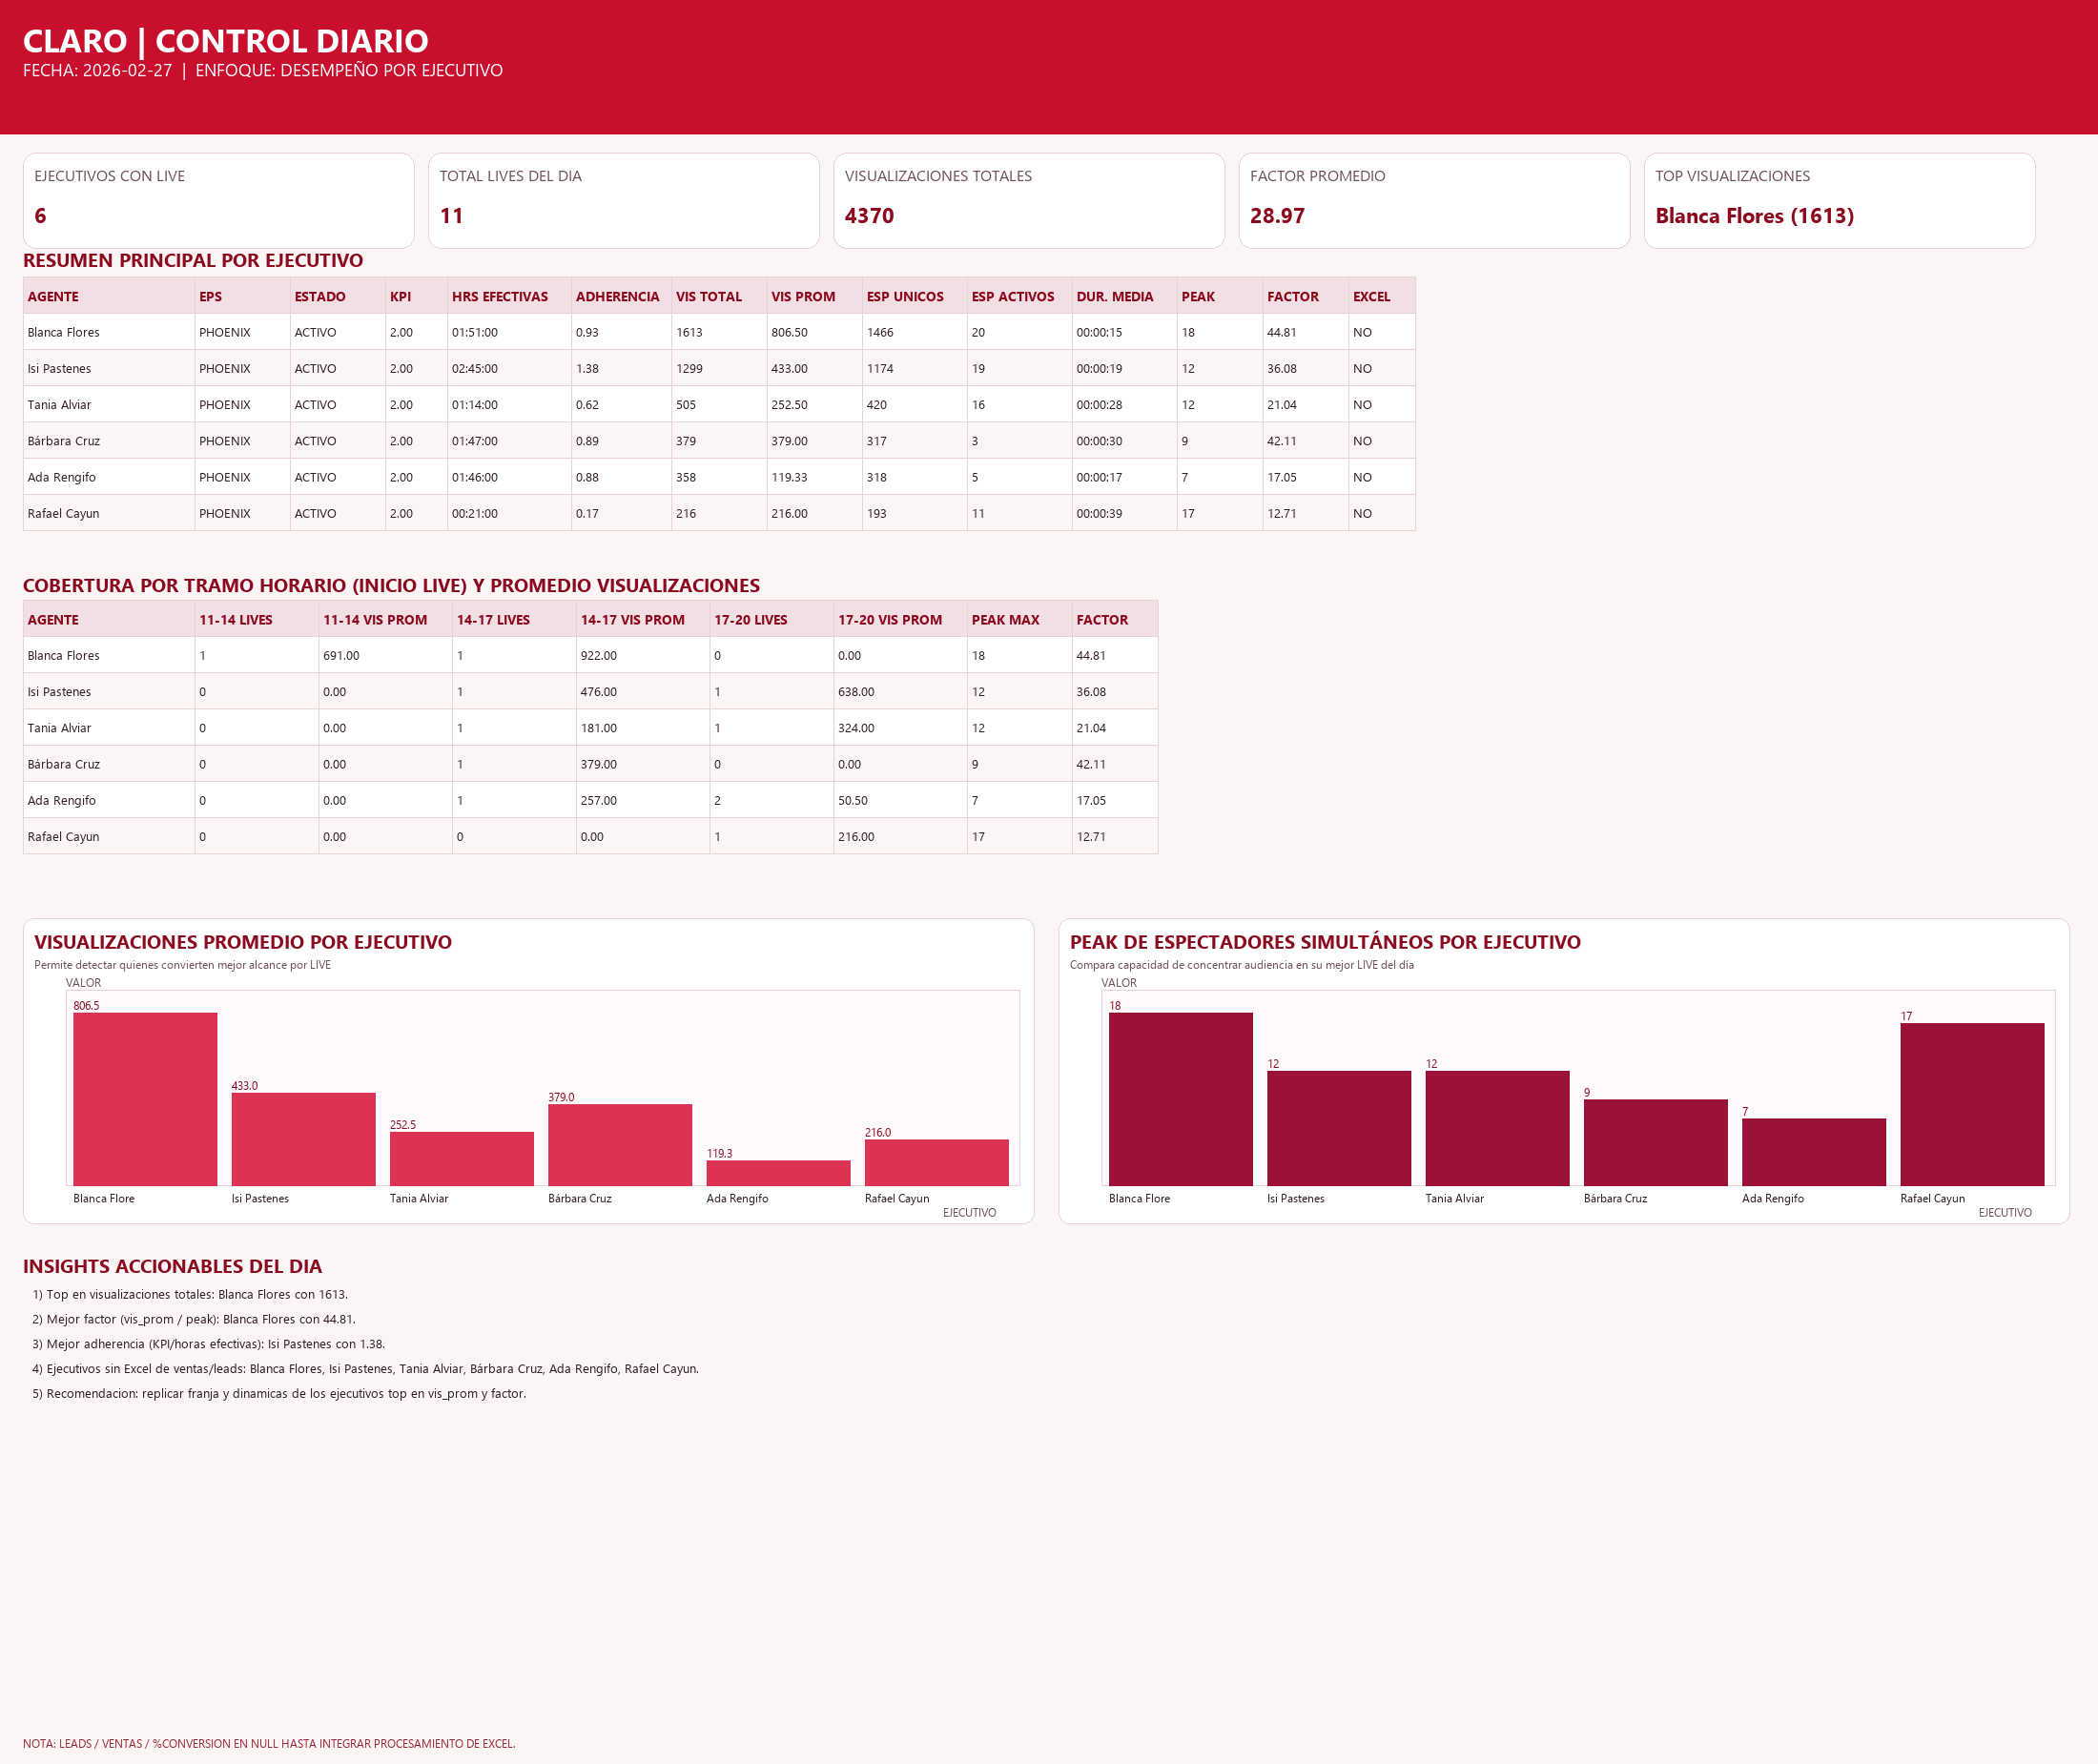 CLARO | CONTROL DIARIO
FECHA: 2026-02-27 | ENFOQUE: DESEMPEÑO POR EJECUTIVO
EJECUTIVOS CON LIVE
6
TOTAL LIVES DEL DIA
11
VISUALIZACIONES TOTALES
4370
FACTOR PROMEDIO
28.97
TOP VISUALIZACIONES
Blanca Flores (1613)
RESUMEN PRINCIPAL POR EJECUTIVO
AGENTE EPS ESTADO KPI HRS EFECTIVAS ADHERENCIA VIS TOTAL VIS PROM ESP UNICOS ESP ACTIVOS DUR. MEDIA PEAK FACTOR EXCEL
Blanca Flores PHOENIX ACTIVO 2.00 01:51:00 0.93 1613 806.50 1466 20 00:00:15 18 44.81 NO
Isi Pastenes PHOENIX ACTIVO 2.00 02:45:00 1.38 1299 433.00 1174 19 00:00:19 12 36.08 NO
Tania Alviar PHOENIX ACTIVO 2.00 01:14:00 0.62 505 252.50 420 16 00:00:28 12 21.04 NO
Bárbara Cruz PHOENIX ACTIVO 2.00 01:47:00 0.89 379 379.00 317 3 00:00:30 9 42.11 NO
Ada Rengifo PHOENIX ACTIVO 2.00 01:46:00 0.88 358 119.33 318 5 00:00:17 7 17.05 NO
Rafael Cayun PHOENIX ACTIVO 2.00 00:21:00 0.17 216 216.00 193 11 00:00:39 17 12.71 NO
COBERTURA POR TRAMO HORARIO (INICIO LIVE) Y PROMEDIO VISUALIZACIONES
AGENTE 11-14 LIVES 11-14 VIS PROM 14-17 LIVES 14-17 VIS PROM 17-20 LIVES 17-20 VIS PROM PEAK MAX FACTOR
Blanca Flores 1 691.00 1 922.00 0 0.00 18 44.81
Isi Pastenes 0 0.00 1 476.00 1 638.00 12 36.08
Tania Alviar 0 0.00 1 181.00 1 324.00 12 21.04
Bárbara Cruz 0 0.00 1 379.00 0 0.00 9 42.11
Ada Rengifo 0 0.00 1 257.00 2 50.50 7 17.05
Rafael Cayun 0 0.00 0 0.00 1 216.00 17 12.71
VISUALIZACIONES PROMEDIO POR EJECUTIVO
Permite detectar quienes convierten mejor alcance por LIVE
VALOR
806.5
433.0
252.5
379.0
119.3
216.0
Blanca Flore Isi Pastenes Tania Alviar Bárbara Cruz Ada Rengifo Rafael Cayun
EJECUTIVO
PEAK DE ESPECTADORES SIMULTÁNEOS POR EJECUTIVO
Compara capacidad de concentrar audiencia en su mejor LIVE del día
VALOR
18
12
12
9
7
17
Blanca Flore Isi Pastenes Tania Alviar Bárbara Cruz Ada Rengifo Rafael Cayun
EJECUTIVO
INSIGHTS ACCIONABLES DEL DIA
1) Top en visualizaciones totales: Blanca Flores con 1613.
2) Mejor factor (vis_prom / peak): Blanca Flores con 44.81.
3) Mejor adherencia (KPI/horas efectivas): Isi Pastenes con 1.38.
4) Ejecutivos sin Excel de ventas/leads: Blanca Flores, Isi Pastenes, Tania Alviar, Bárbara Cruz, Ada Rengifo, Rafael Cayun.
5) Recomendacion: replicar franja y dinamicas de los ejecutivos top en vis_prom y factor.
NOTA: LEADS / VENTAS / %CONVERSION EN NULL HASTA INTEGRAR PROCESAMIENTO DE EXCEL.